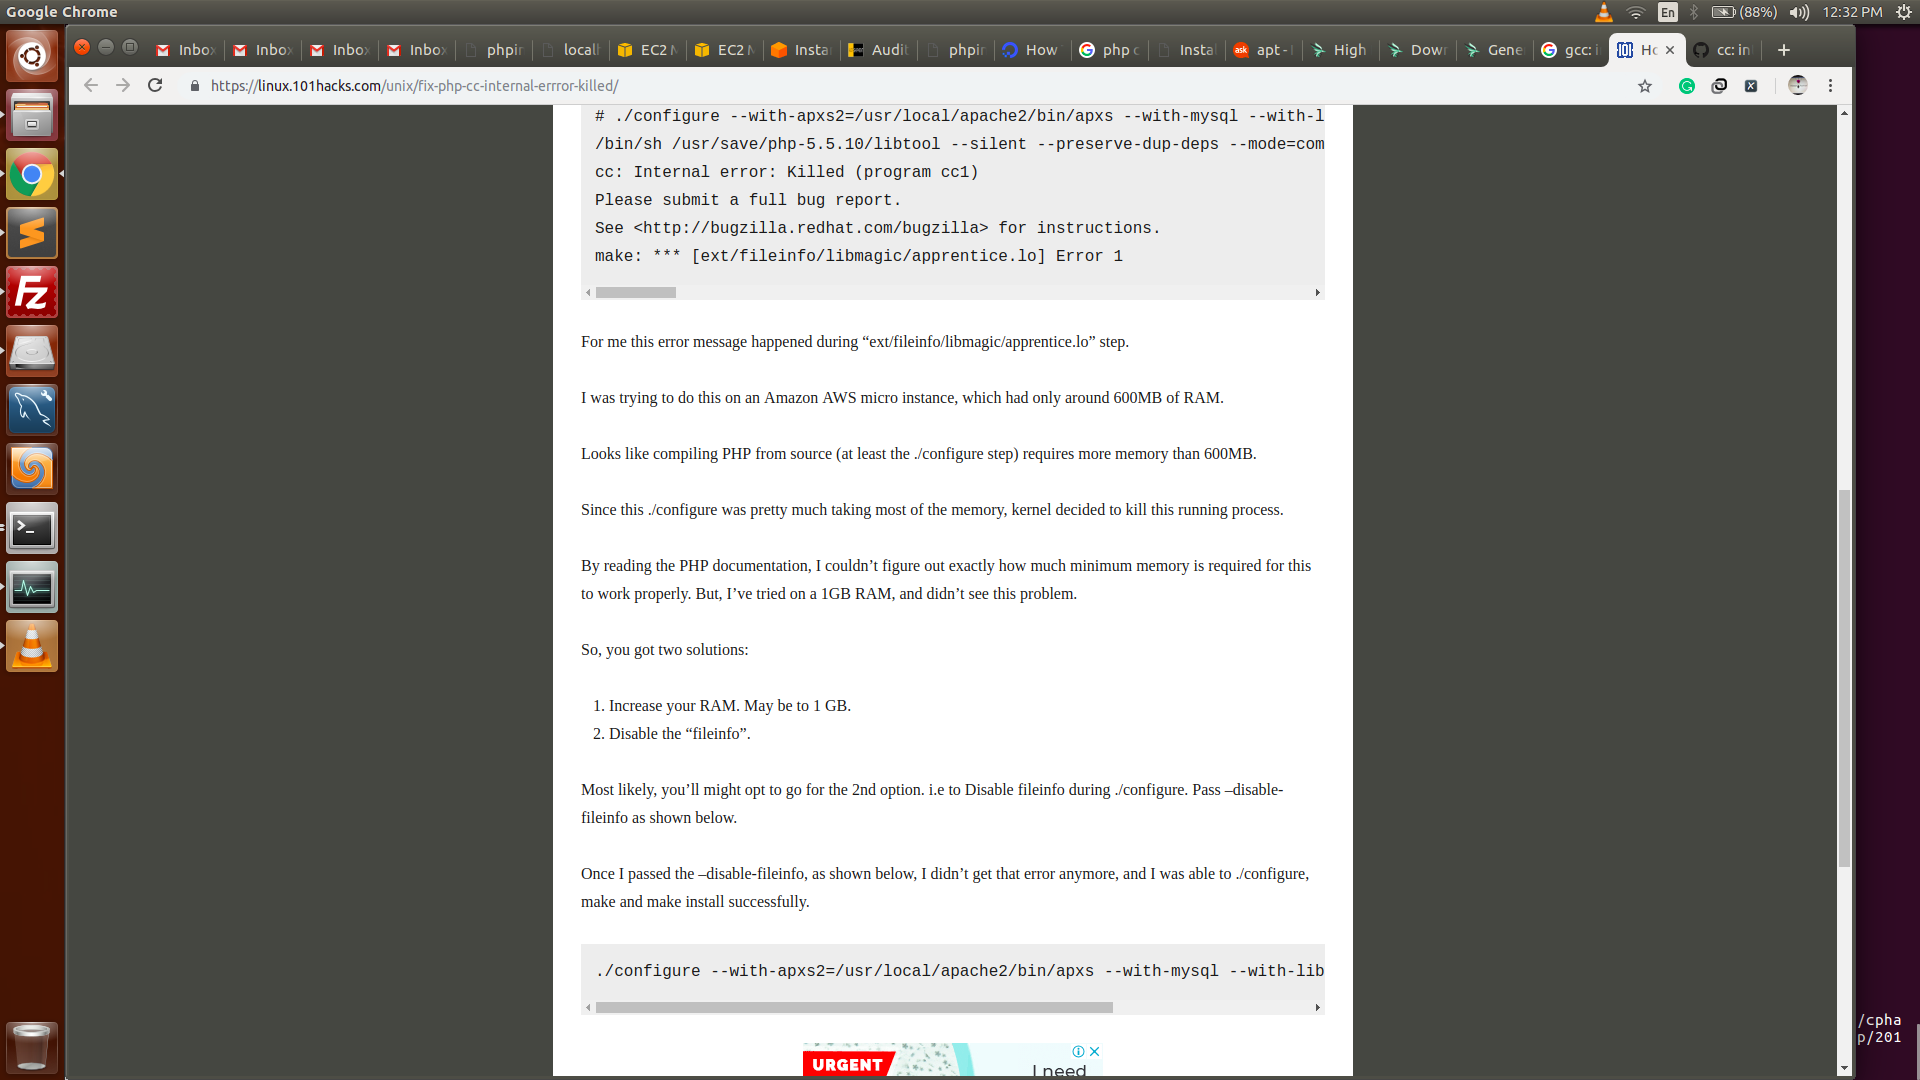 Google Chrome
En
(88%)
12:32 PM
Inbox
Inbox
Inbox
Inbox
phpin
localh
EC2 M
EC2 M
Instan
Audit
phpin
How
php c
Instal
ask
apt -
High
Down
Gene
gcc: i
Ho
cc: in
https://linux.101hacks.com/unix/fix-php-cc-internal-errror-killed/
# ./configure --with-apxs2=/usr/local/apache2/bin/apxs --with-mysql --with-l
/bin/sh /usr/save/php-5.5.10/libtool --silent --preserve-dup-deps --mode=com
cc: Internal error: Killed (program cc1)
Please submit a full bug report.
See <http://bugzilla.redhat.com/bugzilla> for instructions.
make: *** [ext/fileinfo/libmagic/apprentice.lo] Error 1
For me this error message happened during “ext/fileinfo/libmagic/apprentice.lo” step.
I was trying to do this on an Amazon AWS micro instance, which had only around 600MB of RAM.
Looks like compiling PHP from source (at least the ./configure step) requires more memory than 600MB.
Since this ./configure was pretty much taking most of the memory, kernel decided to kill this running process.
By reading the PHP documentation, I couldn’t figure out exactly how much minimum memory is required for this
to work properly. But, I’ve tried on a 1GB RAM, and didn’t see this problem.
So, you got two solutions:
1. Increase your RAM. May be to 1 GB.
2. Disable the “fileinfo”.
Most likely, you’ll might opt to go for the 2nd option. i.e to Disable fileinfo during ./configure. Pass –disable-
fileinfo as shown below.
Once I passed the –disable-fileinfo, as shown below, I didn’t get that error anymore, and I was able to ./configure,
make and make install successfully.
./configure --with-apxs2=/usr/local/apache2/bin/apxs --with-mysql --with-lib
URGENT
I need
/cpha
p/201